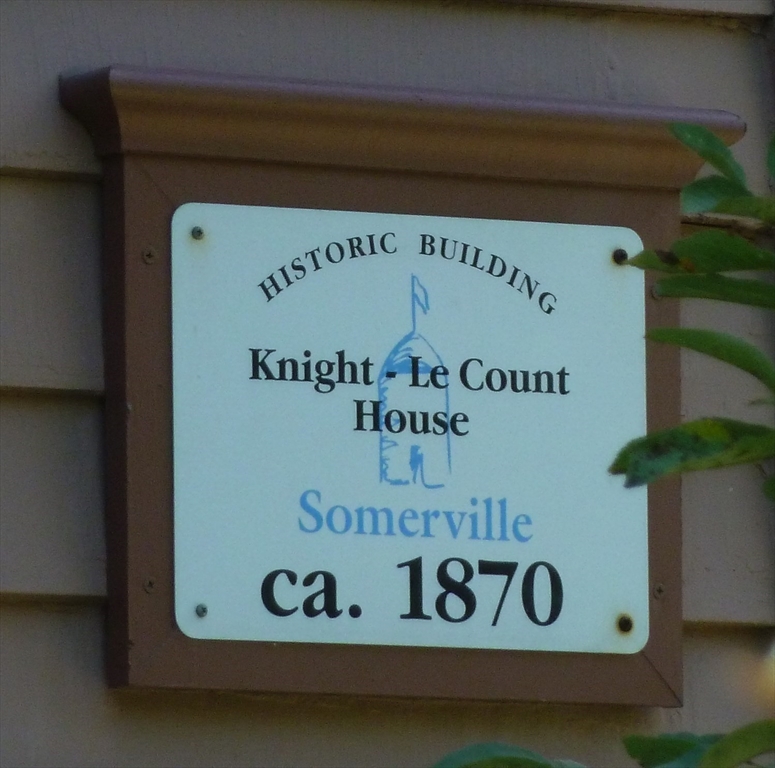 HISTORIC BUILDING
Knight - Le Count
House
Somerville
ca. 1870